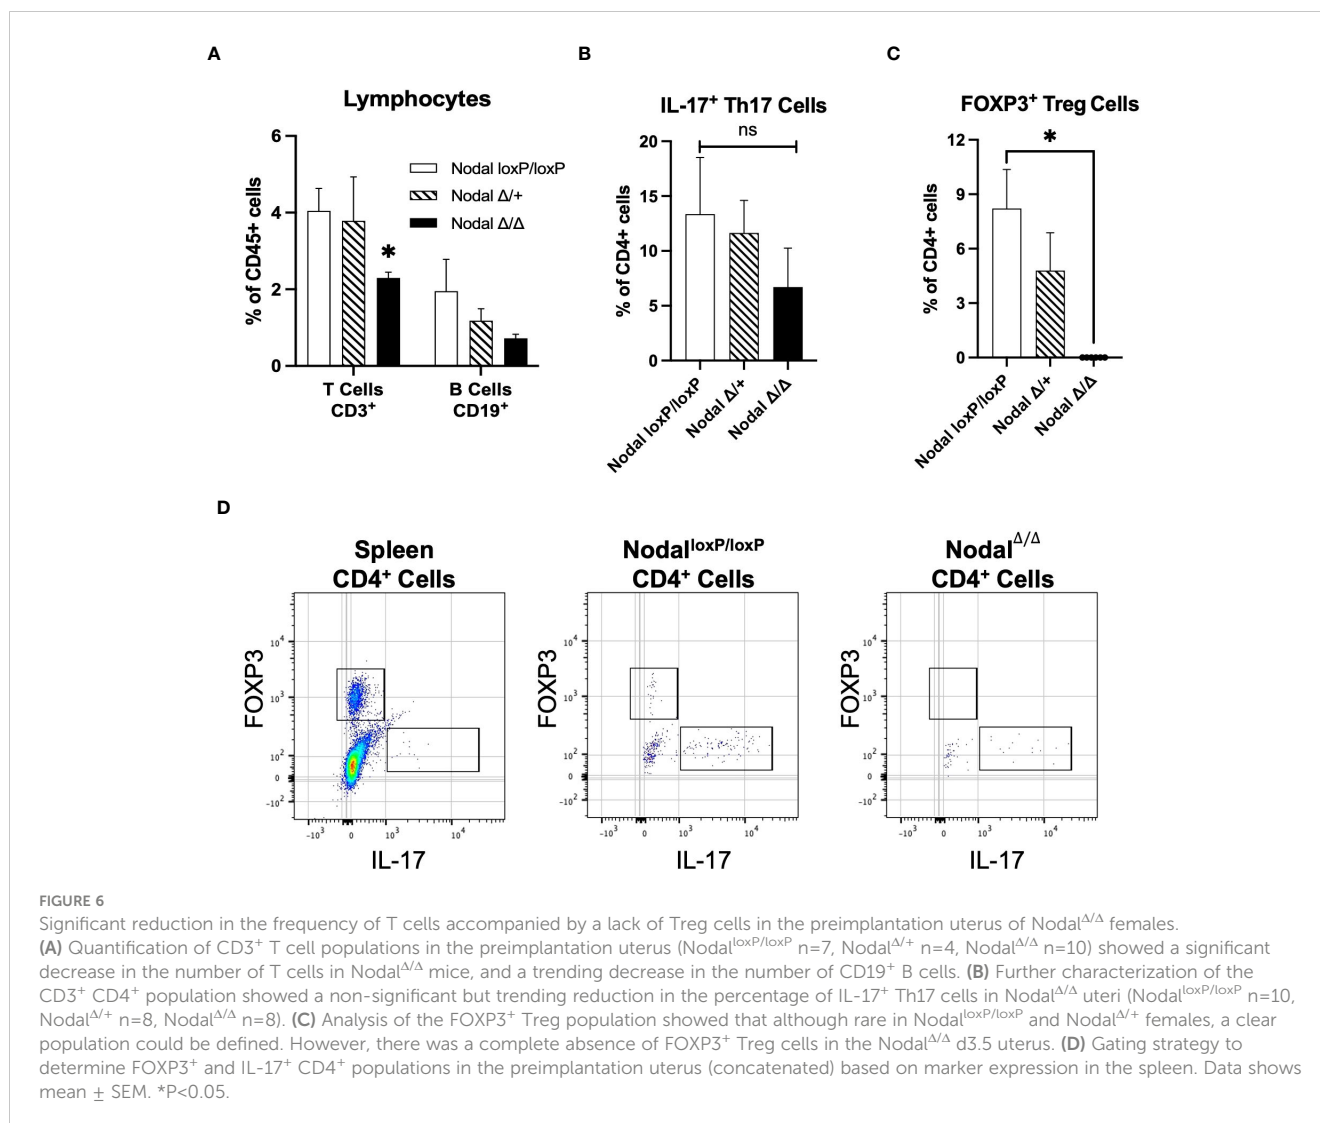 A
B
C
Lymphocytes
% of CD45+ cells
6
4
2
0
Nodal loxP/loxP
Nodal Δ/+
Nodal Δ/Δ
*
T Cells
CD3⁺
B Cells
CD19⁺
IL-17⁺ Th17 Cells
ns
% of CD4+ cells
20
15
10
5
0
Nodal loxP/loxP
Nodal Δ/+
Nodal Δ/Δ
FOXP3⁺ Treg Cells
*
% of CD4+ cells
12
9
6
3
0
Nodal loxP/loxP
Nodal Δ/+
Nodal Δ/Δ
D
Spleen
CD4⁺ Cells
FOXP3
10⁴
10³
10²
0
-10²
-10³ 0 10³ 10⁴
IL-17
Nodalˡᵒˣᴾ/ˡᵒˣᴾ
CD4⁺ Cells
FOXP3
10⁴
10³
10²
0
-10²
-10³ 0 10³ 10⁴
IL-17
Nodal^Δ/Δ
CD4⁺ Cells
FOXP3
10⁴
10³
10²
0
-10²
-10³ 0 10³ 10⁴
IL-17
FIGURE 6
Significant reduction in the frequency of T cells accompanied by a lack of Treg cells in the preimplantation uterus of Nodal^Δ/Δ females.
(A) Quantification of CD3⁺ T cell populations in the preimplantation uterus (Nodal^loxP/loxP n=7, Nodal^Δ/+ n=4, Nodal^Δ/Δ n=10) showed a significant
decrease in the number of T cells in Nodal^Δ/Δ mice, and a trending decrease in the number of CD19⁺ B cells. (B) Further characterization of the
CD3⁺ CD4⁺ population showed a non-significant but trending reduction in the percentage of IL-17⁺ Th17 cells in Nodal^Δ/Δ uteri (Nodal^loxP/loxP n=10,
Nodal^Δ/+ n=8, Nodal^Δ/Δ n=8). (C) Analysis of the FOXP3⁺ Treg population showed that although rare in Nodal^loxP/loxP and Nodal^Δ/+ females, a clear
population could be defined. However, there was a complete absence of FOXP3⁺ Treg cells in the Nodal^Δ/Δ d3.5 uterus. (D) Gating strategy to
determine FOXP3⁺ and IL-17⁺ CD4⁺ populations in the preimplantation uterus (concatenated) based on marker expression in the spleen. Data shows
mean ± SEM. *P<0.05.